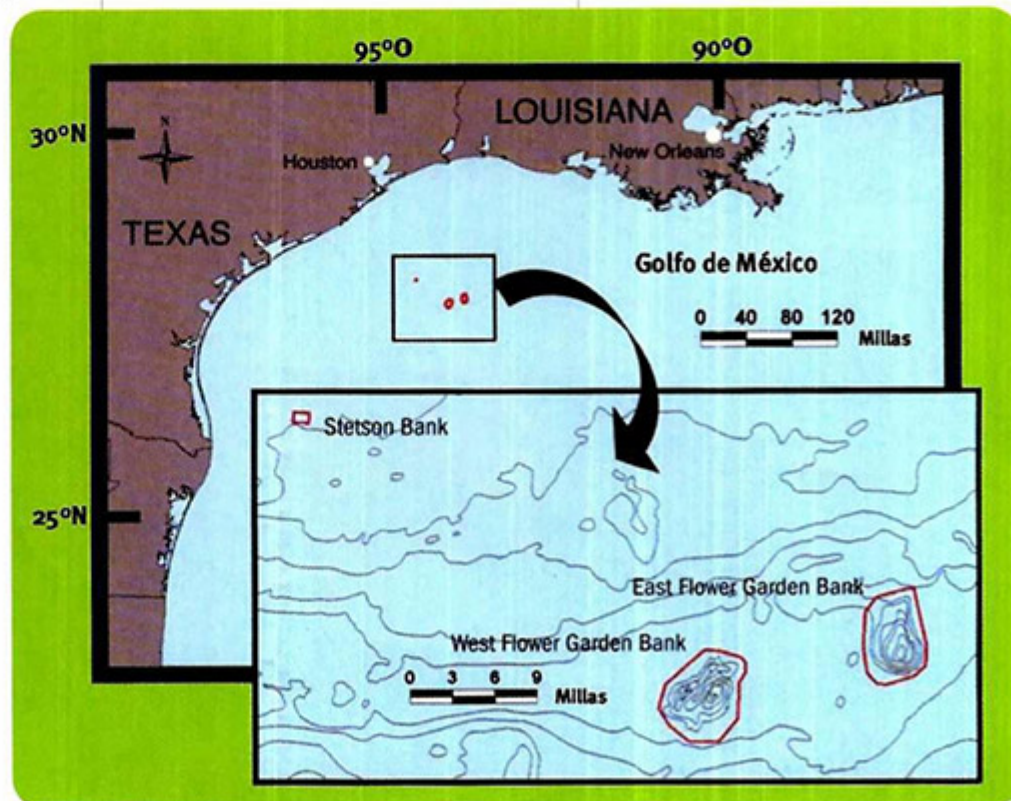 95ºO
90ºO
30ºN
N
LOUISIANA
Houston
New Orleans
TEXAS
Golfo de México
0 40 80 120
Millas
Stetson Bank
25ºN
East Flower Garden Bank
West Flower Garden Bank
0 3 6 9
Millas